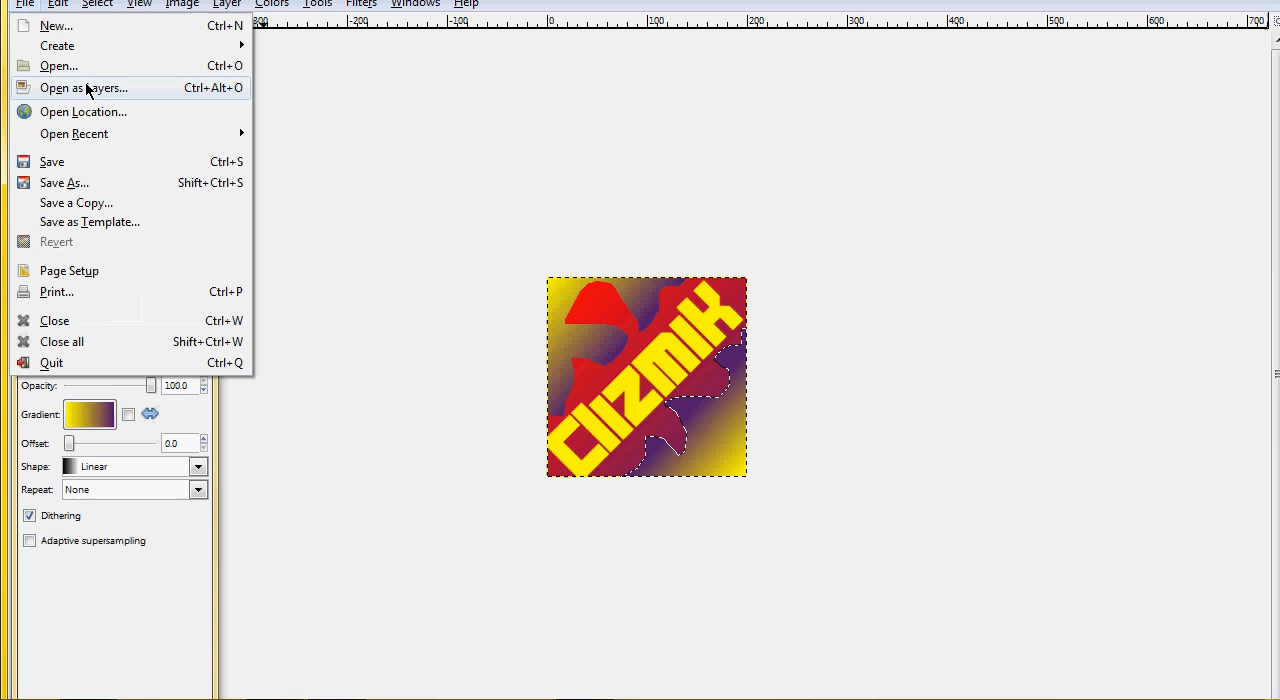 File Edit Select View Image Layer Colors Tools Filters Windows Help
-200 -100 0 100 200 300 400 500 600 700
New... Ctrl+N
Create
Open... Ctrl+O
Open as Layers... Ctrl+Alt+O
Open Location...
Open Recent
Save Ctrl+S
Save As... Shift+Ctrl+S
Save a Copy...
Save as Template...
Revert
Page Setup
Print... Ctrl+P
Close Ctrl+W
Close all Shift+Ctrl+W
Quit Ctrl+Q
Opacity: 100.0
Gradient:
Offset: 0.0
Shape: Linear
Repeat: None
Dithering
Adaptive supersampling